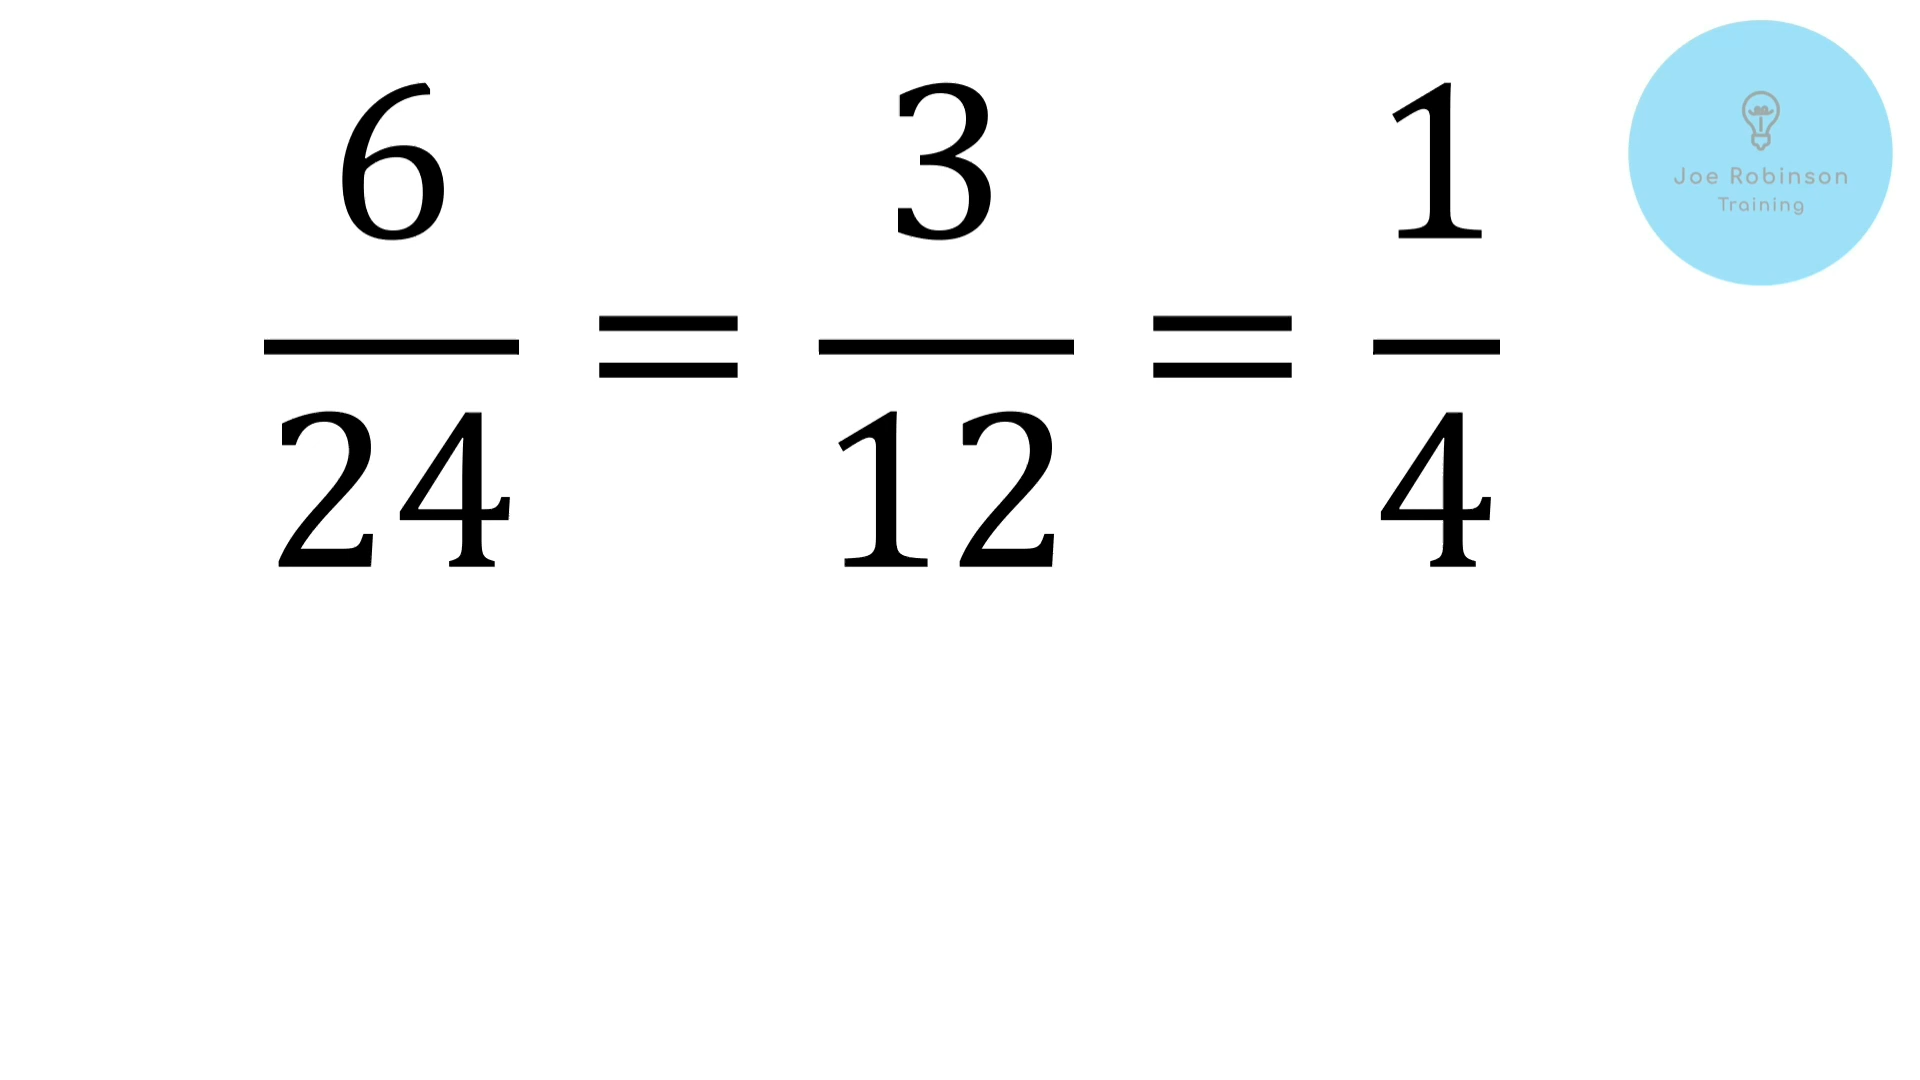 6/24 = 3/12 = 1/4
Joe Robinson
Training